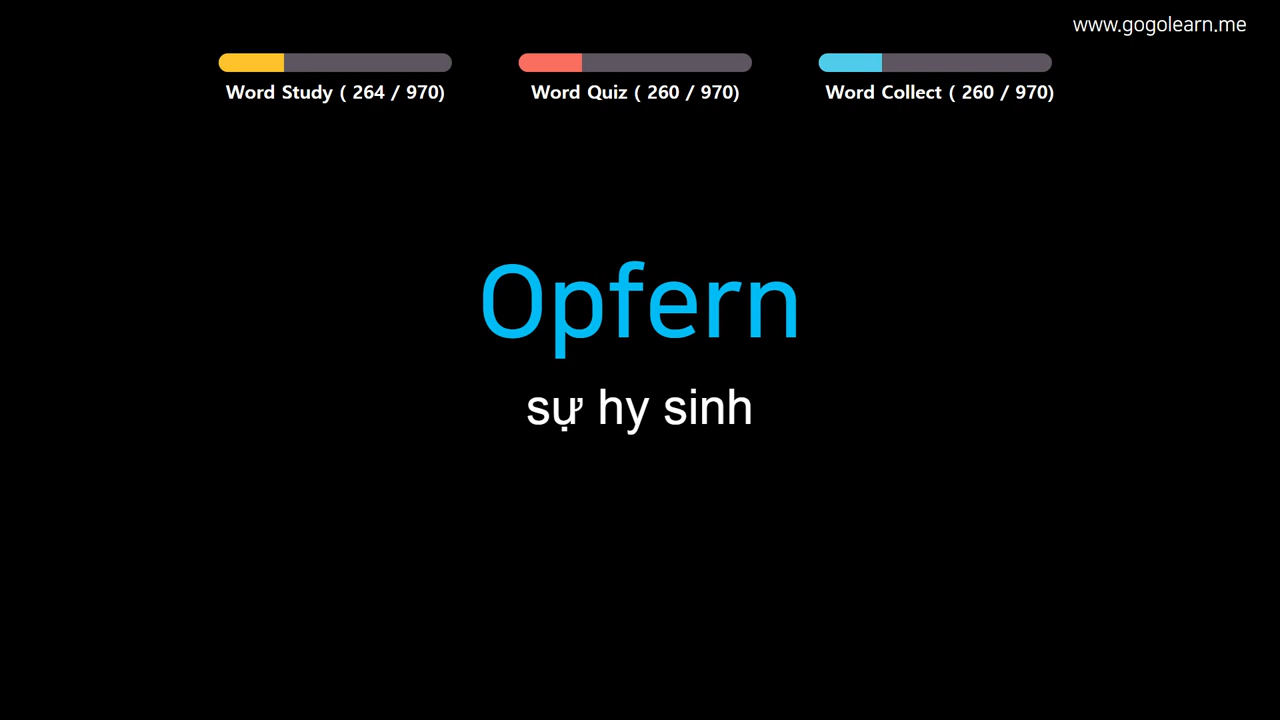 www.gogolearn.me
Word Study ( 264 / 970)
Word Quiz ( 260 / 970)
Word Collect ( 260 / 970)
Opfern
sự hy sinh